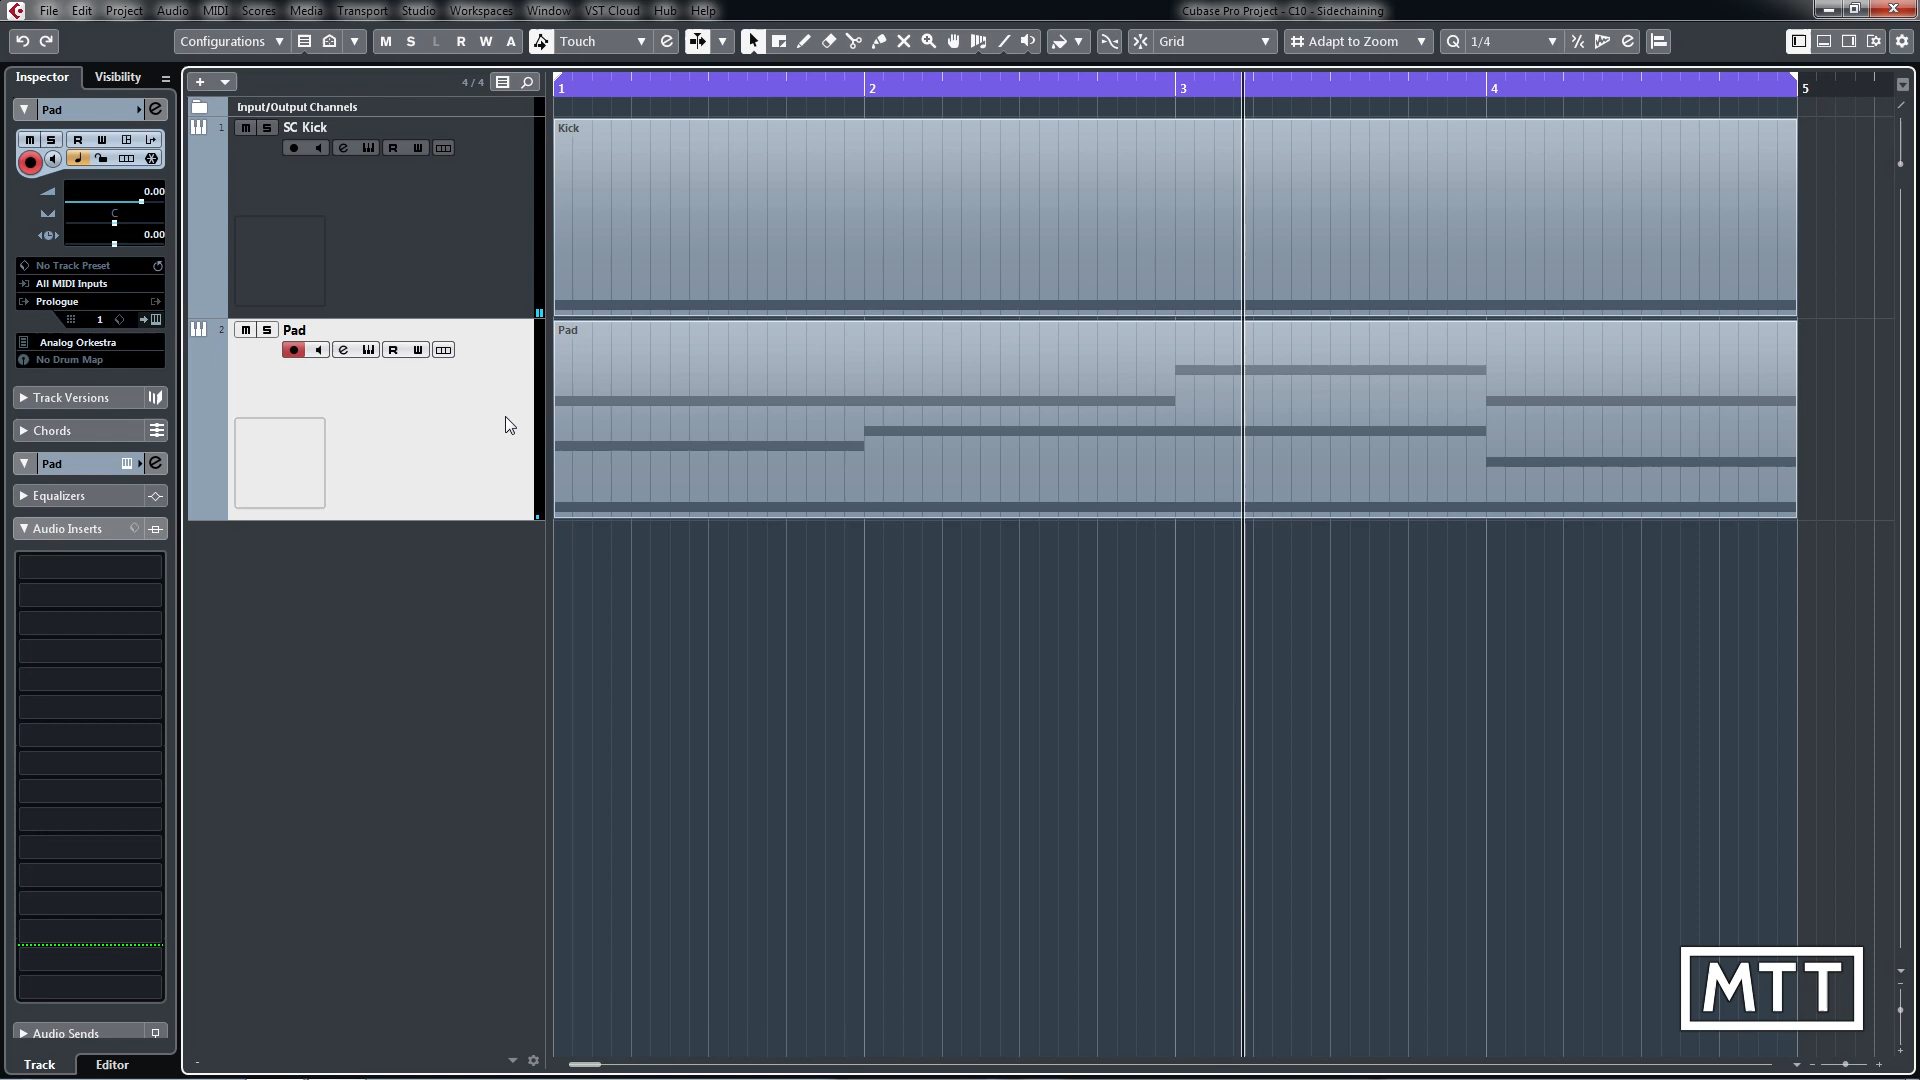 File Edit Project Audio MIDI Scores Media Transport Studio Workspaces Window VST Cloud Hub Help
Cubase Pro Project - C10 - Sidechaining
Configurations M S L R W A Touch Grid Adapt to Zoom Q 1/4
Inspector Visibility
4 / 4
1 2 3 4 5
Pad
Input/Output Channels
1 m S SC Kick
Kick
M S R W
R W
0.00
C
0.00
No Track Preset
All MIDI Inputs
Prologue
1
2 m S Pad
Pad
R W
Analog Orkestra
No Drum Map
Track Versions
Chords
Pad
Equalizers
Audio Inserts
MTT
Audio Sends
Track Editor